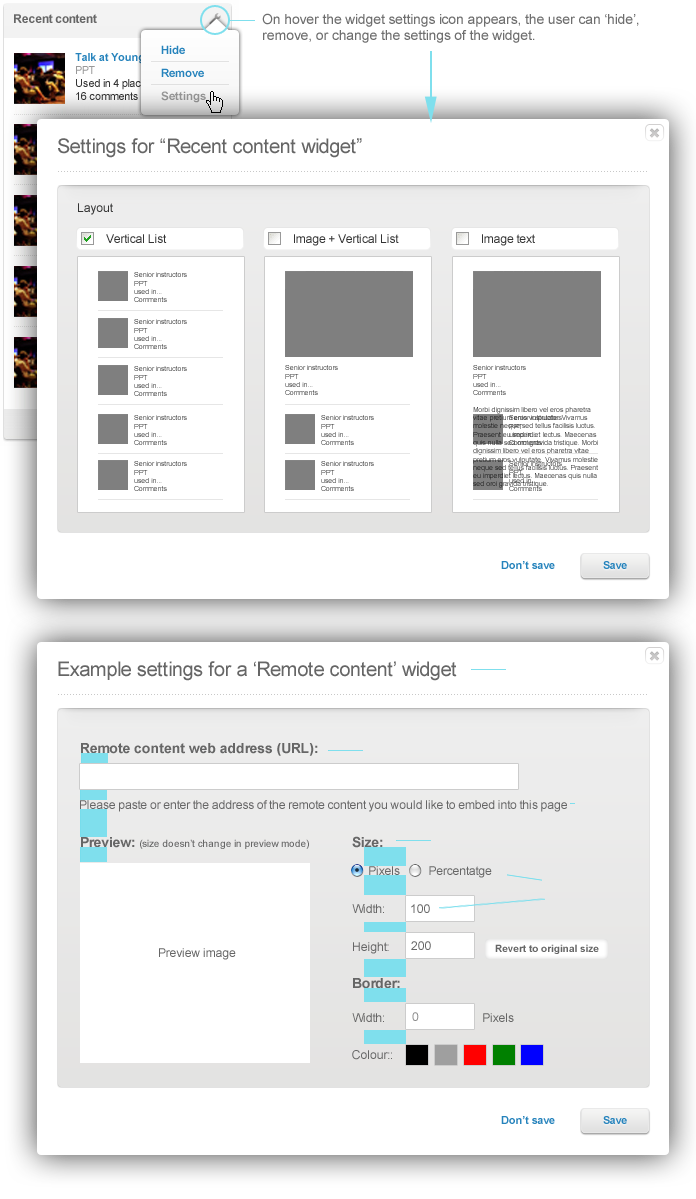 Recent content
On hover the widget settings icon appears, the user can ‘hide’,
remove, or change the settings of the widget.
Talk at Young
PPT
Used in 4 plac
16 comments
Hide
Remove
Settings
Settings for “Recent content widget”
Layout
Vertical List
Senior instructors
PPT
used in...
Comments
Senior instructors
PPT
used in...
Comments
Senior instructors
PPT
used in...
Comments
Senior instructors
PPT
used in...
Comments
Senior instructors
PPT
used in...
Comments
Image + Vertical List
Senior instructors
PPT
used in...
Comments
Senior instructors
PPT
used in...
Comments
Senior instructors
PPT
used in...
Comments
Image text
Senior instructors
PPT
used in...
Comments
Morbi dignissim libero vel eros pharetra
vitae pretium eros vulputate. Vivamus
molestie neque sed tellus facilisis luctus.
Praesent eu imperdiet lectus. Maecenas
quis nulla sed orci gravida tristique. Morbi
dignissim libero vel eros pharetra vitae
pretium eros vulputate. Vivamus molestie
neque sed tellus facilisis luctus. Praesent
eu imperdiet lectus. Maecenas quis nulla
sed orci gravida tristique.
Don’t save
Save
Example settings for a ‘Remote content’ widget
Remote content web address (URL):
Please paste or enter the address of the remote content you would like to embed into this page
Preview: (size doesn’t change in preview mode)
Preview image
Size:
Pixels
Percentatge
Width:
100
Height:
200
Revert to original size
Border:
Width:
0
Pixels
Colour::
Don’t save
Save